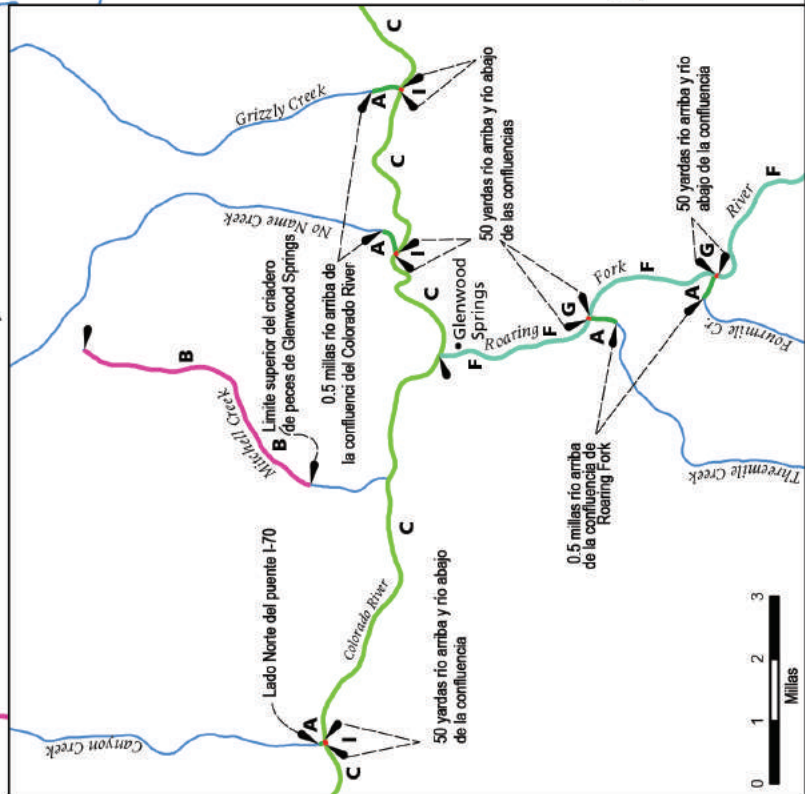 Grizzly Creek
C
A
I
C
No Name Creek
A
I
50 yardas río arriba y río abajo
de las confluencias
0.5 millas río arriba de
la confluenci del Colorado River
C
B
Límite superior del criadero
de peces de Glenwood Springs
Mitchell Creek
B
Glenwood
Springs
Roaring
Fork
River
F
F
G
A
F
G
A
F
50 yardas río arriba y río
abajo de la confluencia
Fourmile Cr.
Threemile Creek
0.5 millas río arriba
de la confluencia de
Roaring Fork
C
Colorado River
Lado Norte del puente I-70
Canyon Creek
A
I
C
50 yardas río arriba y río abajo
de la confluencia
0 1 2 3
Millas